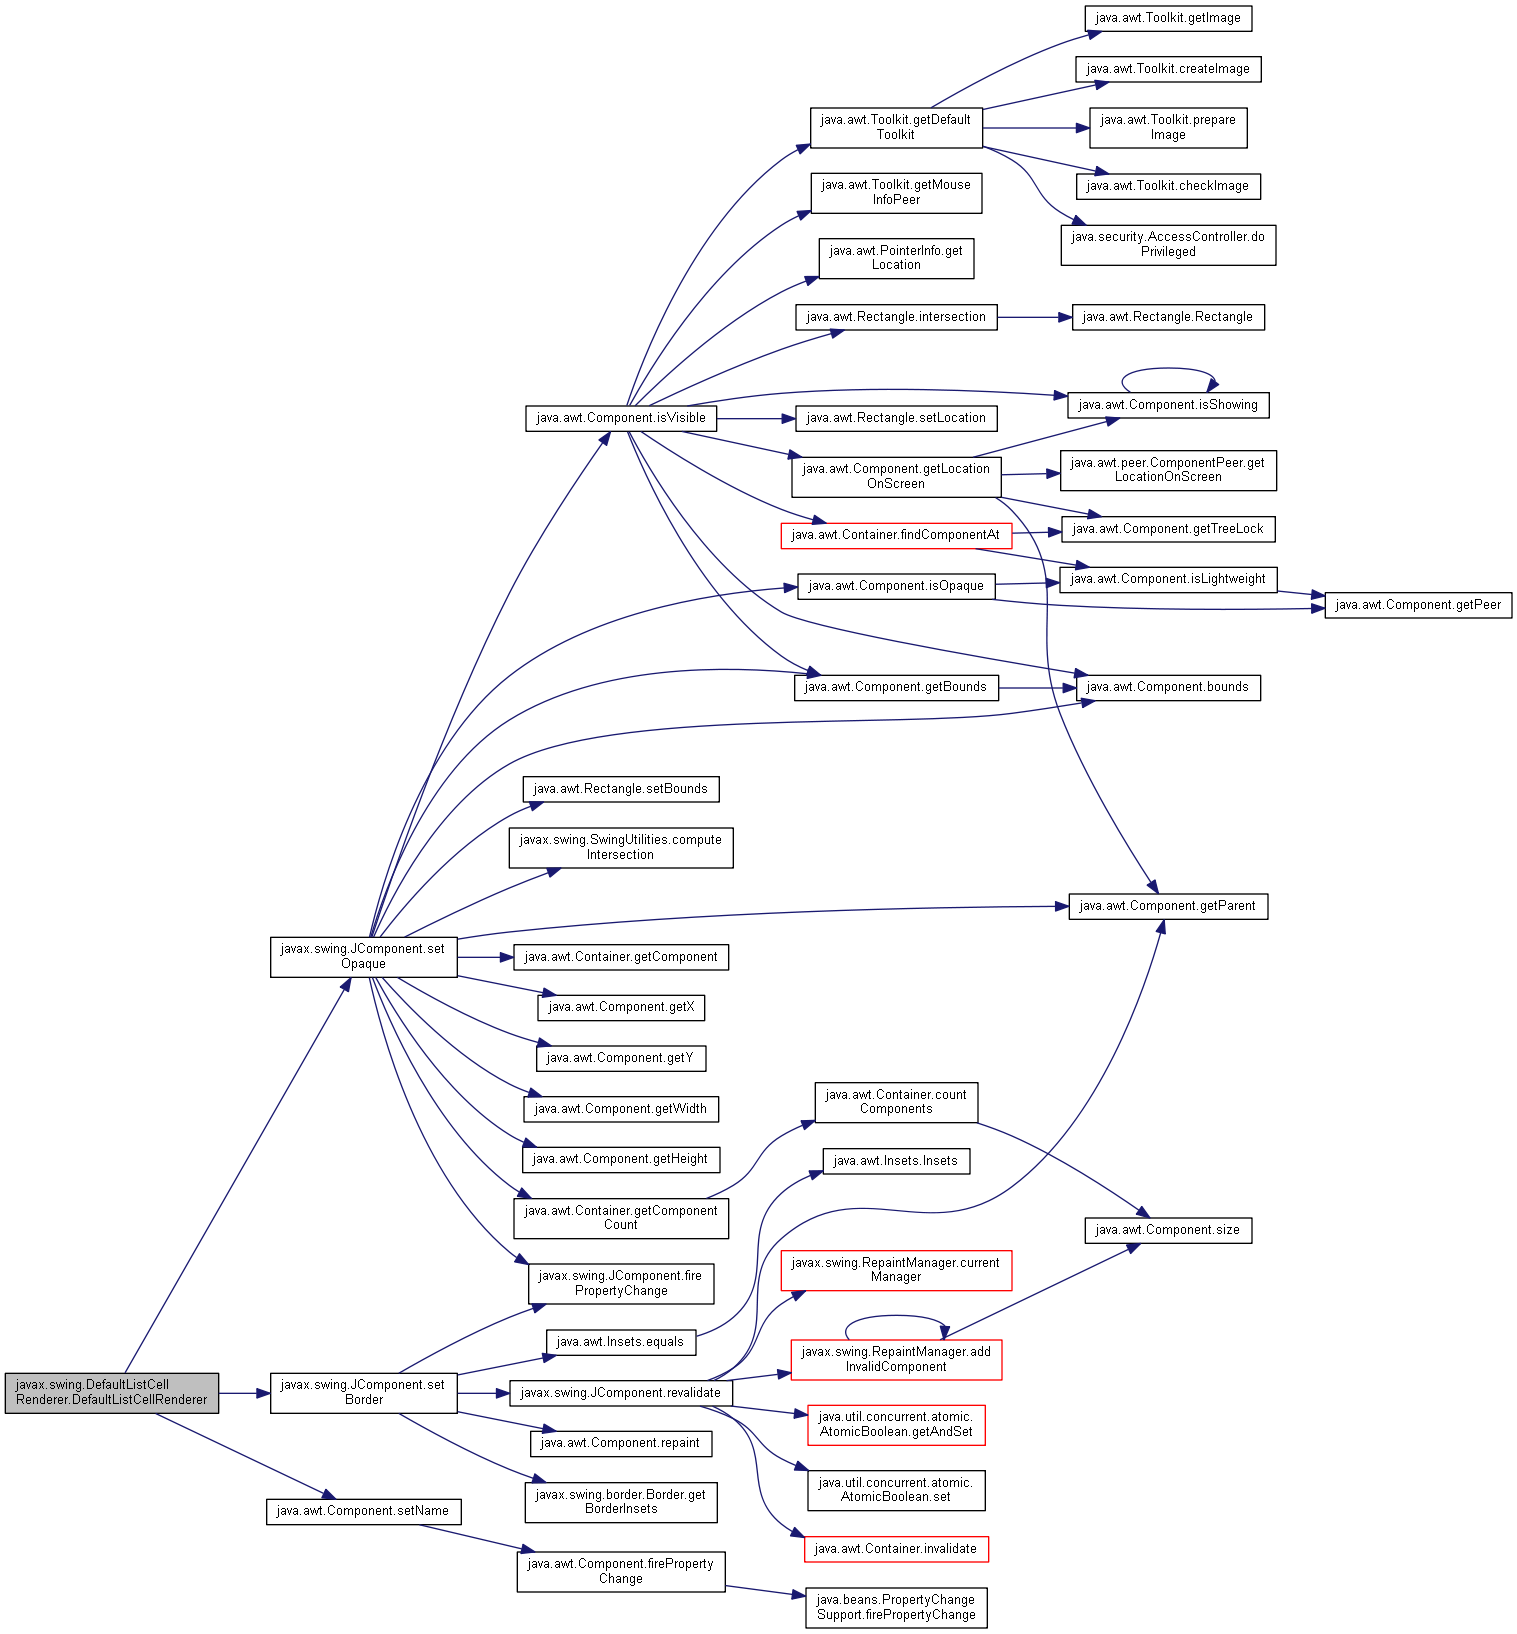 java.awt.Toolkit.getImage
java.awt.Toolkit.createImage
java.awt.Toolkit.getDefault
Toolkit
java.awt.Toolkit.prepare
Image
java.awt.Toolkit.checkImage
java.awt.Toolkit.getMouse
InfoPeer
java.security.AccessController.do
Privileged
java.awt.PointerInfo.get
Location
java.awt.Rectangle.intersection
java.awt.Rectangle.Rectangle
java.awt.Component.isVisible
java.awt.Component.isShowing
java.awt.Rectangle.setLocation
java.awt.Component.getLocation
OnScreen
java.awt.peer.ComponentPeer.get
LocationOnScreen
java.awt.Container.findComponentAt
java.awt.Component.getTreeLock
java.awt.Component.isOpaque
java.awt.Component.isLightweight
java.awt.Component.getPeer
java.awt.Component.getBounds
java.awt.Component.bounds
java.awt.Rectangle.setBounds
javax.swing.SwingUtilities.compute
Intersection
java.awt.Component.getParent
javax.swing.JComponent.set
Opaque
java.awt.Container.getComponent
java.awt.Component.getX
java.awt.Component.getY
java.awt.Component.getWidth
java.awt.Container.count
Components
java.awt.Component.getHeight
java.awt.Insets.Insets
java.awt.Container.getComponent
Count
java.awt.Component.size
javax.swing.JComponent.fire
PropertyChange
javax.swing.RepaintManager.current
Manager
java.awt.Insets.equals
javax.swing.RepaintManager.add
InvalidComponent
javax.swing.DefaultListCell
Renderer.DefaultListCellRenderer
javax.swing.JComponent.set
Border
javax.swing.JComponent.revalidate
java.util.concurrent.atomic.
AtomicBoolean.getAndSet
java.awt.Component.repaint
java.util.concurrent.atomic.
AtomicBoolean.set
javax.swing.border.Border.get
BorderInsets
java.awt.Component.setName
java.awt.Container.invalidate
java.awt.Component.fireProperty
Change
java.beans.PropertyChange
Support.firePropertyChange